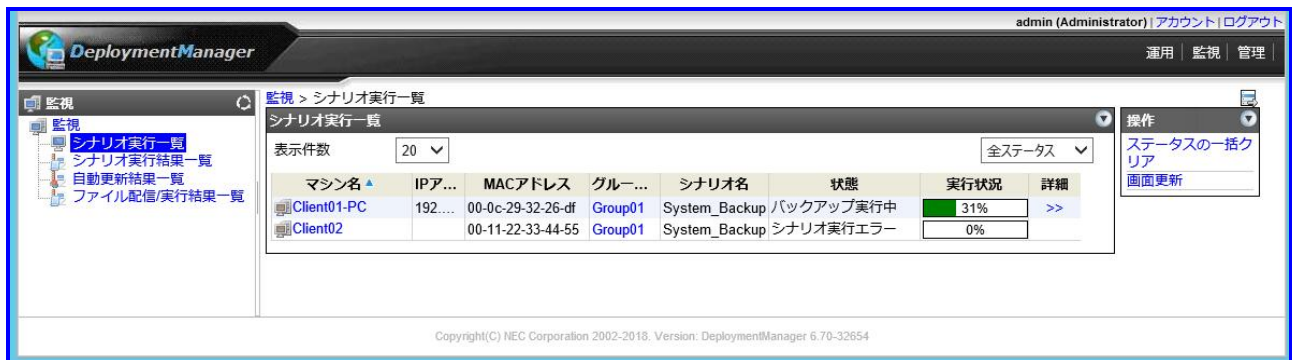 admin (Administrator) | アカウント | ログアウト
DeploymentManager
運用 | 監視 | 管理
監視
監視
シナリオ実行一覧
シナリオ実行結果一覧
自動更新結果一覧
ファイル配信/実行結果一覧
監視 > シナリオ実行一覧
シナリオ実行一覧
表示件数 20 全ステータス
マシン名 IPア... MACアドレス グルー... シナリオ名 状態 実行状況 詳細
Client01-PC 192.... 00-0c-29-32-26-df Group01 System_Backup バックアップ実行中 31% >>
Client02 00-11-22-33-44-55 Group01 System_Backup シナリオ実行エラー 0%
操作
ステータスの一括ク
リア
画面更新
Copyright(C) NEC Corporation 2002-2018. Version: DeploymentManager 6.70-32654